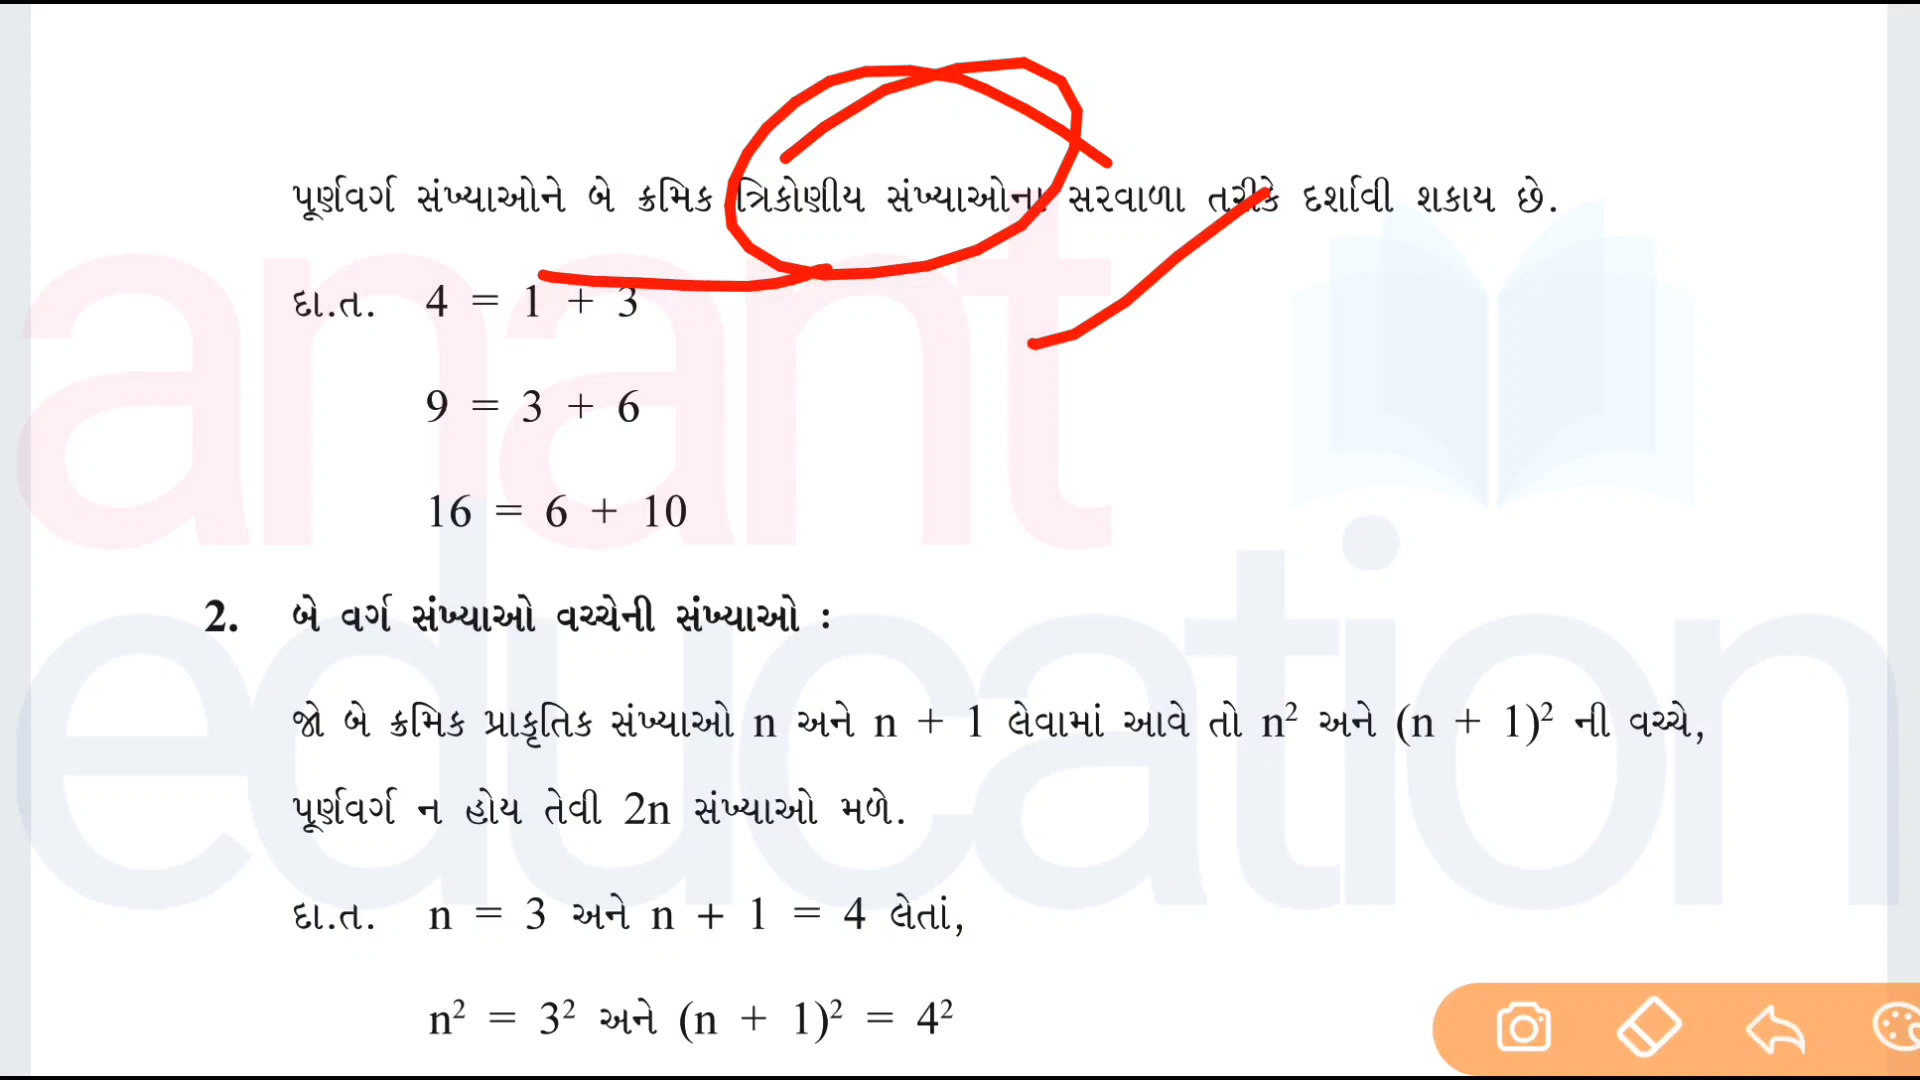 પૂર્ણવર્ગ સંખ્યાઓને બે ક્રમિક ત્રિકોણીય સંખ્યાઓના સરવાળા તરીકે દર્શાવી શકાય છે.
દા.ત. 4 = 1 + 3
9 = 3 + 6
16 = 6 + 10
2. બે વર્ગ સંખ્યાઓ વચ્ચેની સંખ્યાઓ :
જો બે ક્રમિક પ્રાકૃતિક સંખ્યાઓ n અને n + 1 લેવામાં આવે તો n² અને (n + 1)² ની વચ્ચે,
પૂર્ણવર્ગ ન હોય તેવી 2n સંખ્યાઓ મળે.
દા.ત. n = 3 અને n + 1 = 4 લેતાં,
n² = 3² અને (n + 1)² = 4²
anant
education